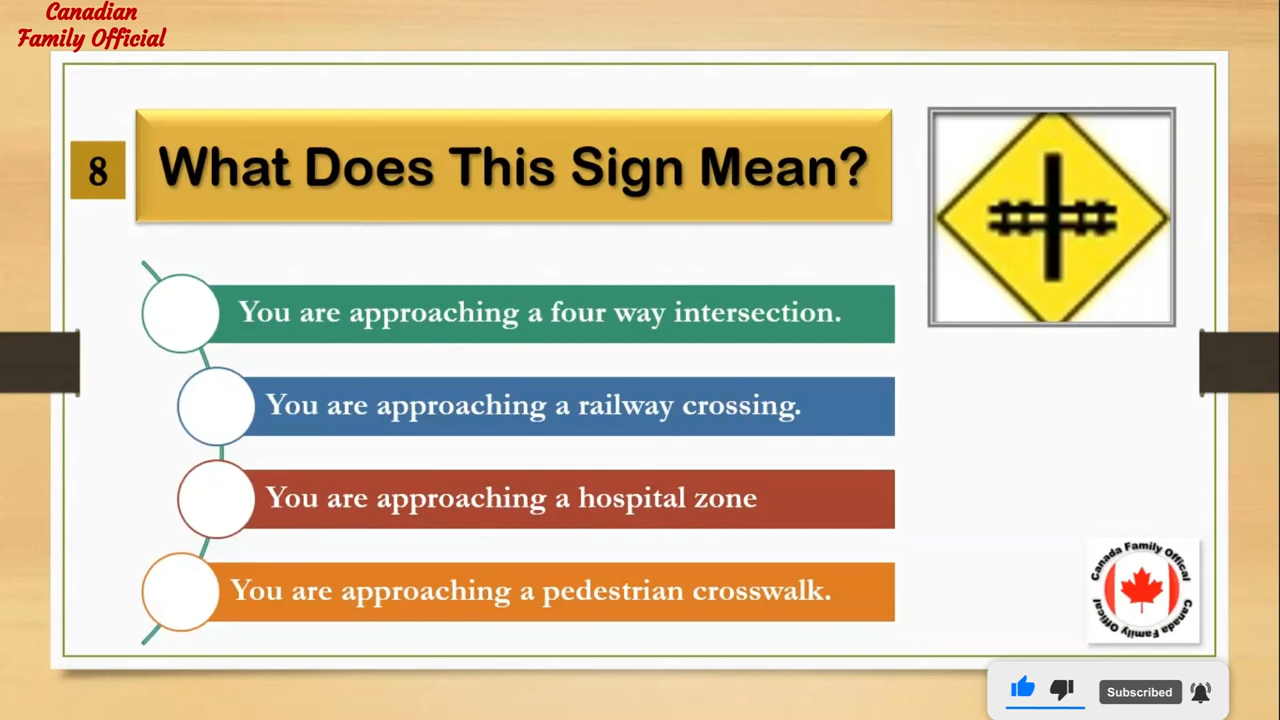 Canadian
Family Official
8
What Does This Sign Mean?
You are approaching a four way intersection.
You are approaching a railway crossing.
You are approaching a hospital zone
You are approaching a pedestrian crosswalk.
Canada Family Offical
Canada Family Offical
Subscribed